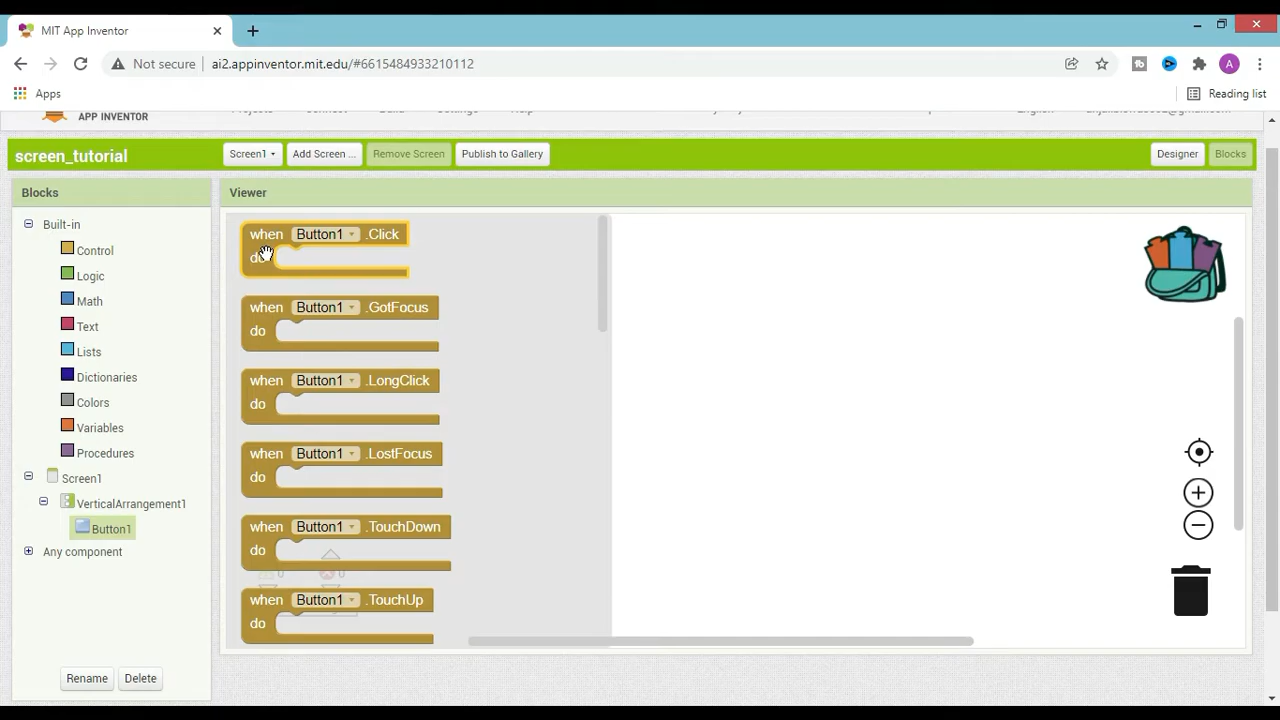 MIT App Inventor
Not secure ai2.appinventor.mit.edu/#6615484933210112 A
Apps Reading list
APP INVENTOR
screen_tutorial Screen1 Add Screen ... Remove Screen Publish to Gallery Designer Blocks
Blocks
Viewer
Built-in
Control
Logic
Math
Text
Lists
Dictionaries
Colors
Variables
Procedures
Screen1
VerticalArrangement1
Button1
Any component
Rename Delete
when Button1 .Click
do
when Button1 .GotFocus
do
when Button1 .LongClick
do
when Button1 .LostFocus
do
when Button1 .TouchDown
do
0 0
when Button1 .TouchUp
do